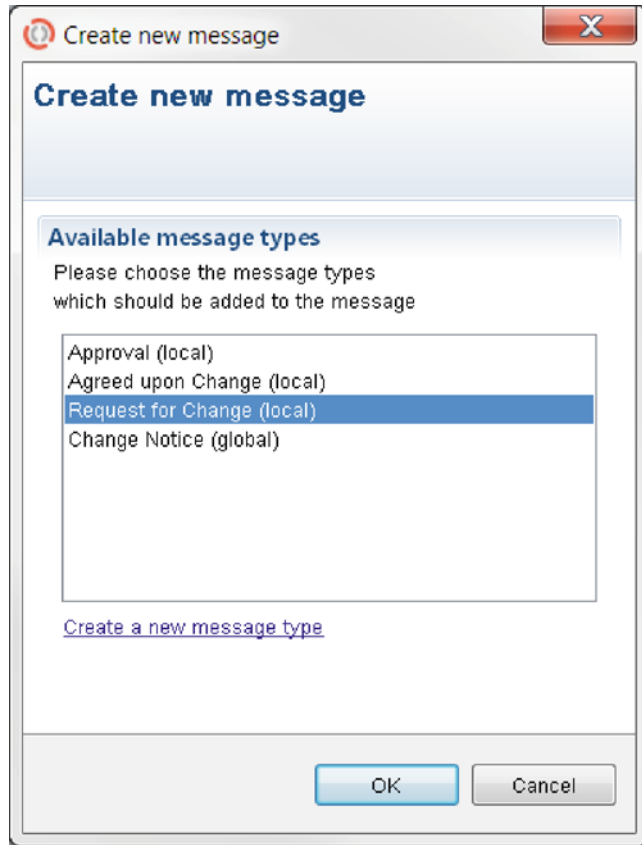 Create new message
Create new message
Available message types
Please choose the message types
which should be added to the message
Approval (local)
Agreed upon Change (local)
Request for Change (local)
Change Notice (global)
Create a new message type
OK Cancel